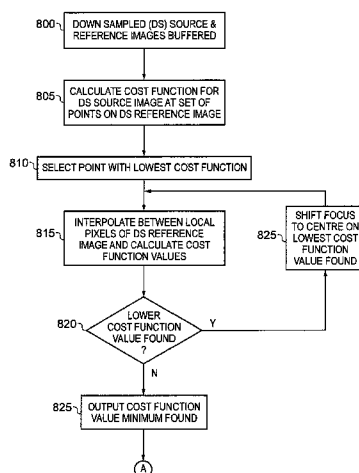 800
DOWN SAMPLED (DS) SOURCE &
REFERENCE IMAGES BUFFERED
805
CALCULATE COST FUNCTION FOR
DS SOURCE IMAGE AT SET OF
POINTS ON DS REFERENCE IMAGE
810
SELECT POINT WITH LOWEST COST FUNCTION
815
INTERPOLATE BETWEEN LOCAL
PIXELS OF DS REFERENCE
IMAGE AND CALCULATE COST
FUNCTION VALUES
825
SHIFT FOCUS
TO CENTRE ON
LOWEST COST
FUNCTION
VALUE FOUND
820
LOWER
COST FUNCTION
VALUE FOUND
?
Y
N
825
OUTPUT COST FUNCTION
VALUE MINIMUM FOUND
A